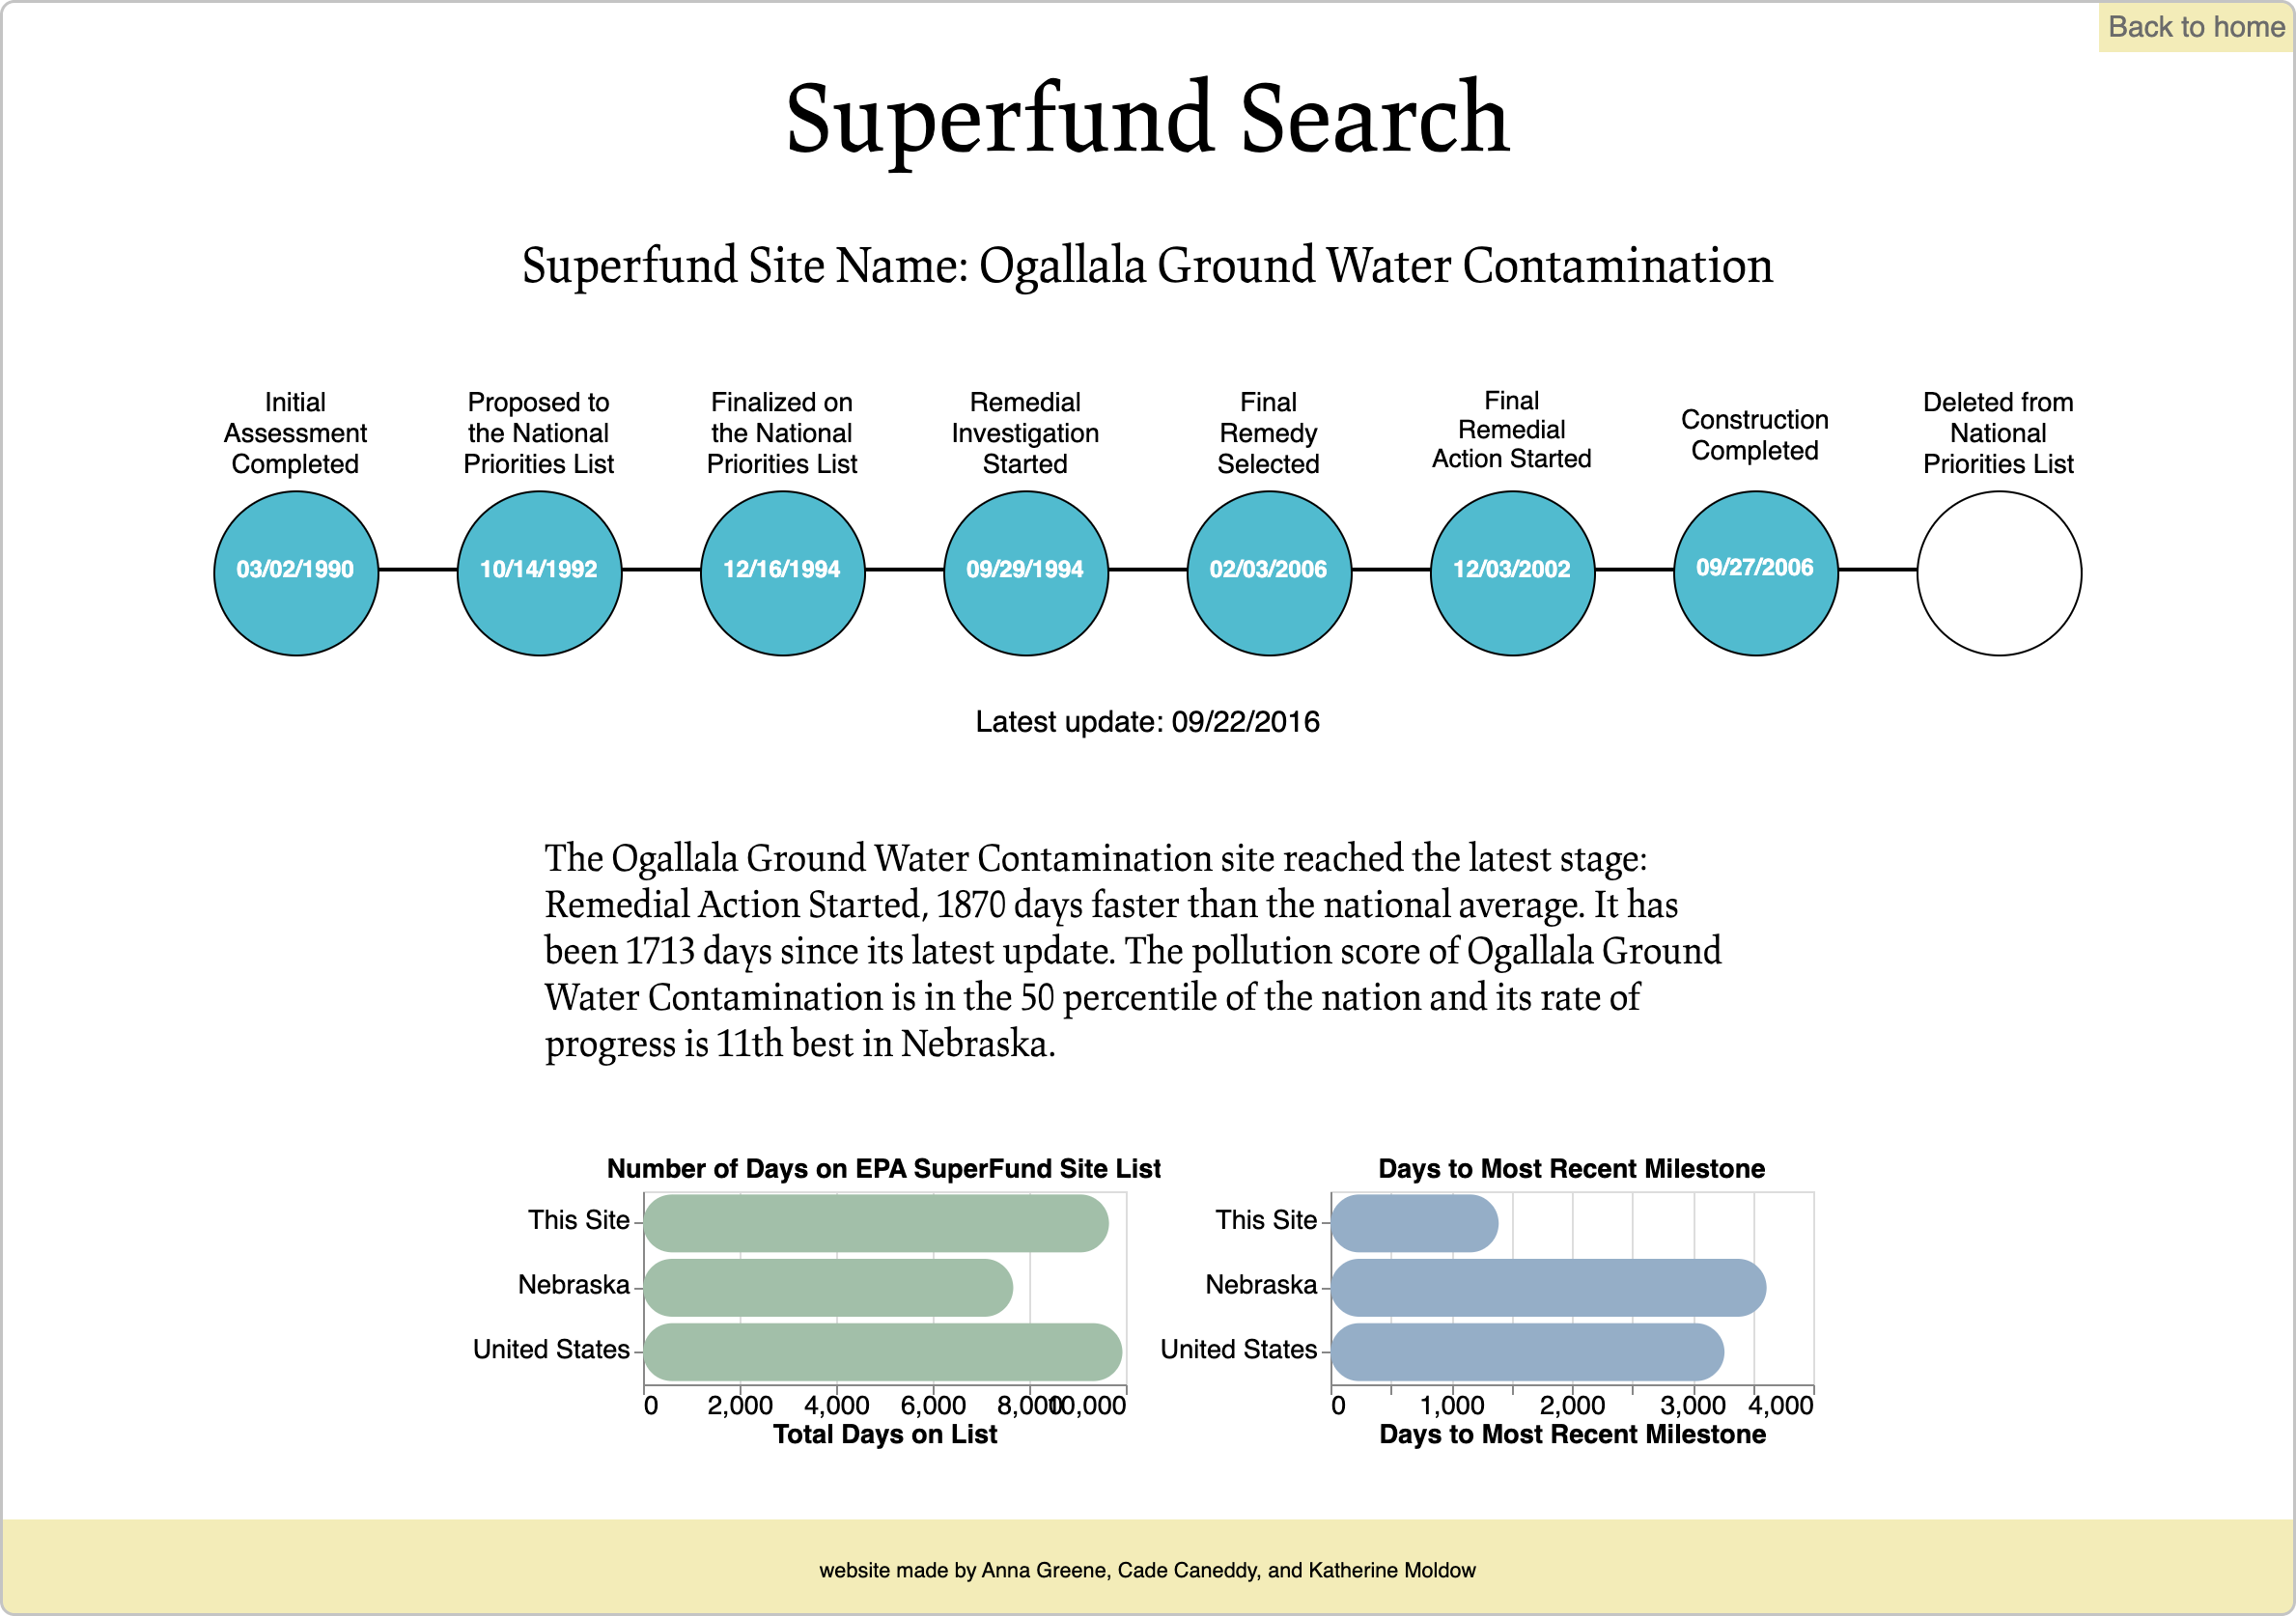 Back to home
Superfund Search
Superfund Site Name: Ogallala Ground Water Contamination
Initial
Assessment
Completed
Proposed to
the National
Priorities List
Finalized on
the National
Priorities List
Remedial
Investigation
Started
Final
Remedy
Selected
Final
Remedial
Action Started
Construction
Completed
Deleted from
National
Priorities List
03/02/1990
10/14/1992
12/16/1994
09/29/1994
02/03/2006
12/03/2002
09/27/2006
Latest update: 09/22/2016
The Ogallala Ground Water Contamination site reached the latest stage:
Remedial Action Started, 1870 days faster than the national average. It has
been 1713 days since its latest update. The pollution score of Ogallala Ground
Water Contamination is in the 50 percentile of the nation and its rate of
progress is 11th best in Nebraska.
Number of Days on EPA SuperFund Site List
This Site
Nebraska
United States
0 2,000 4,000 6,000 8,000 10,000
Total Days on List
Days to Most Recent Milestone
This Site
Nebraska
United States
0 1,000 2,000 3,000 4,000
Days to Most Recent Milestone
website made by Anna Greene, Cade Caneddy, and Katherine Moldow